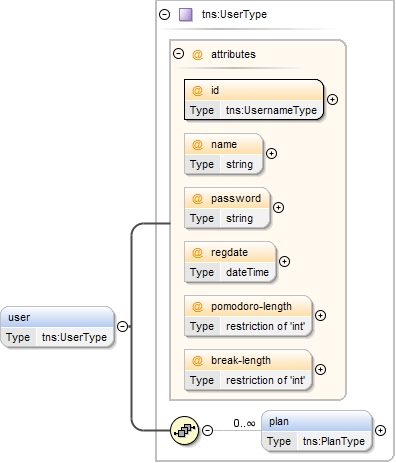 tns:UserType
@ attributes
@ id
Type tns:UsernameType
@ name
Type string
@ password
Type string
@ regdate
Type dateTime
@ pomodoro-length
Type restriction of 'int'
@ break-length
Type restriction of 'int'
user
Type tns:UserType
0..∞
plan
Type tns:PlanType